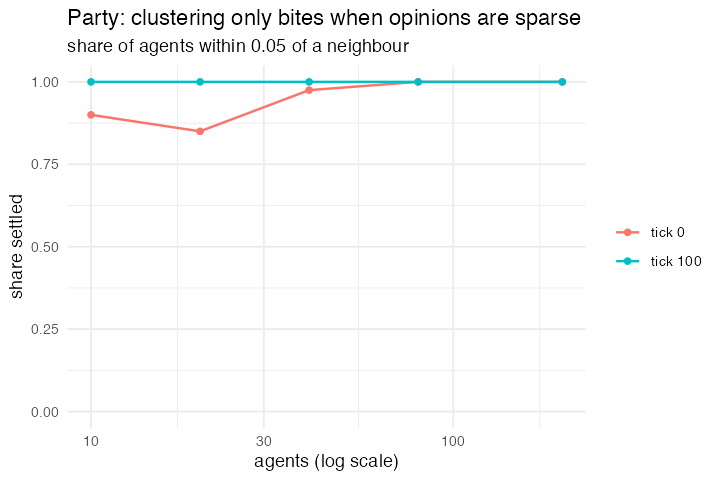 Party: clustering only bites when opinions are sparse
share of agents within 0.05 of a neighbour
1.00
0.75
0.50
0.25
0.00
share settled
10
30
100
agents (log scale)
tick 0
tick 100